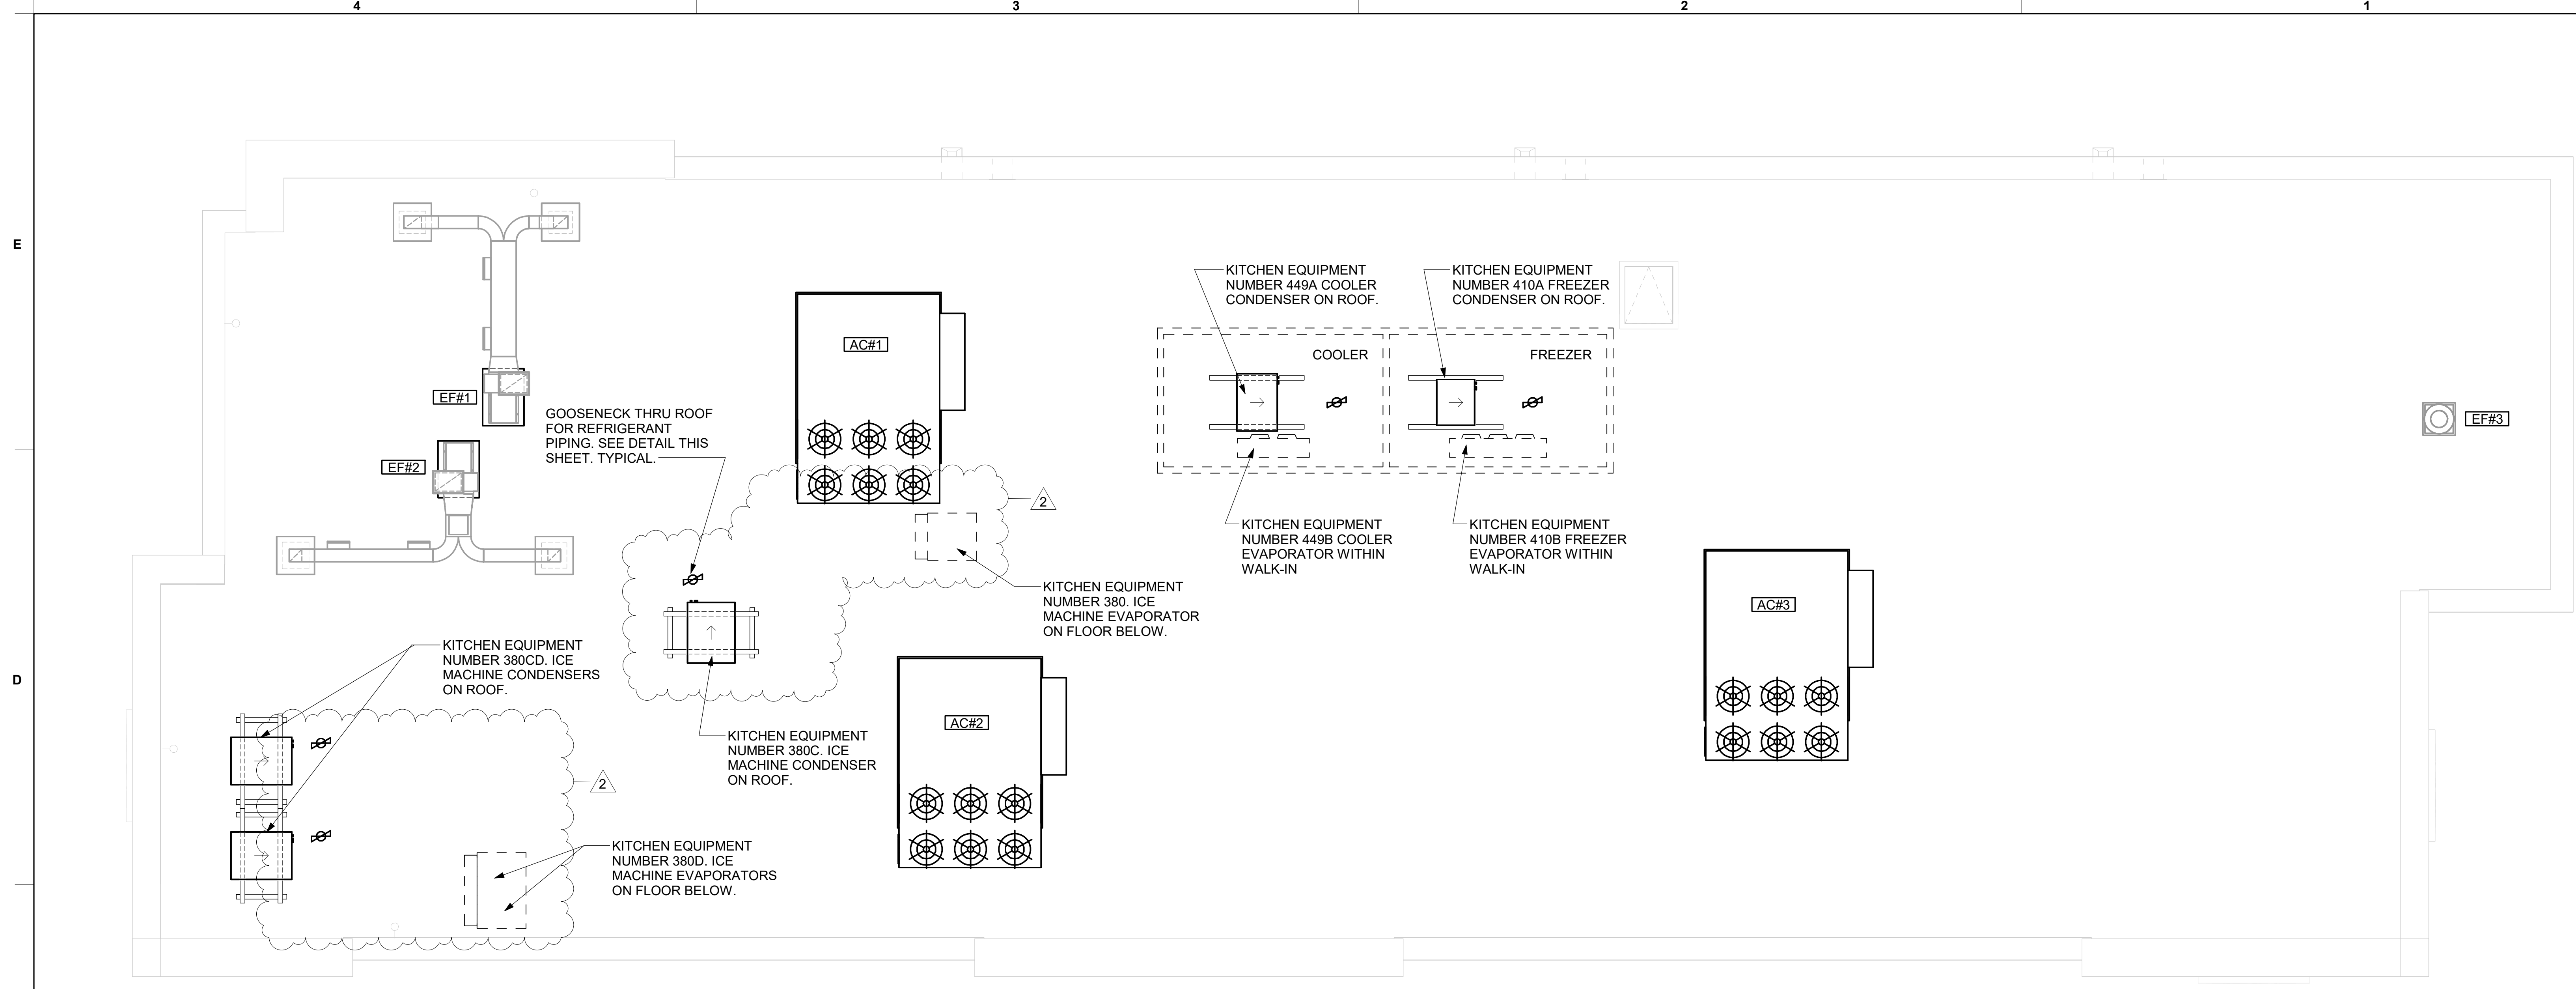 4
3
2
1
E
D
KITCHEN EQUIPMENT
NUMBER 449A COOLER
CONDENSER ON ROOF.
KITCHEN EQUIPMENT
NUMBER 410A FREEZER
CONDENSER ON ROOF.
AC#1
COOLER
FREEZER
EF#1
GOOSENECK THRU ROOF
FOR REFRIGERANT
PIPING. SEE DETAIL THIS
SHEET. TYPICAL.
EF#3
EF#2
2
KITCHEN EQUIPMENT
NUMBER 449B COOLER
EVAPORATOR WITHIN
WALK-IN
KITCHEN EQUIPMENT
NUMBER 410B FREEZER
EVAPORATOR WITHIN
WALK-IN
KITCHEN EQUIPMENT
NUMBER 380. ICE
MACHINE EVAPORATOR
ON FLOOR BELOW.
AC#3
KITCHEN EQUIPMENT
NUMBER 380CD. ICE
MACHINE CONDENSERS
ON ROOF.
AC#2
KITCHEN EQUIPMENT
NUMBER 380C. ICE
MACHINE CONDENSER
ON ROOF.
2
KITCHEN EQUIPMENT
NUMBER 380D. ICE
MACHINE EVAPORATORS
ON FLOOR BELOW.